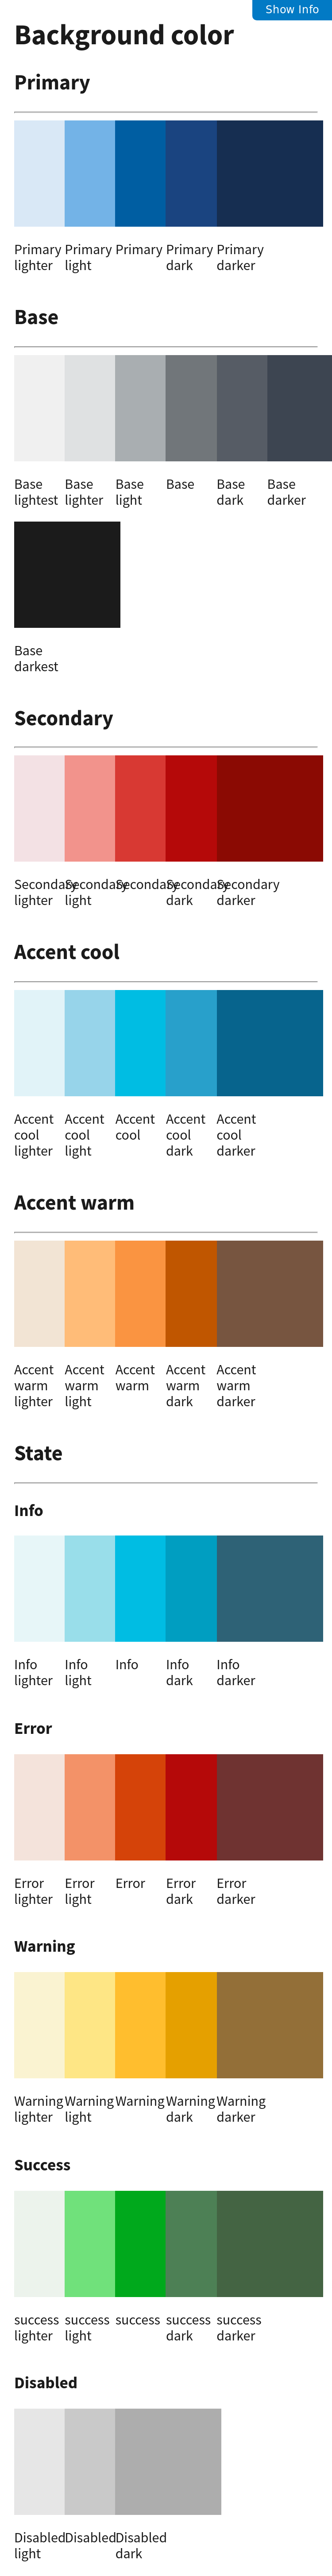 Show Info
Background color
Primary
Primary lighter
Primary light
Primary
Primary dark
Primary darker
Base
Base lightest
Base lighter
Base light
Base
Base dark
Base darker
Base darkest
Secondary
Secondary lighter
Secondary light
Secondary
Secondary dark
Secondary darker
Accent cool
Accent cool lighter
Accent cool light
Accent cool
Accent cool dark
Accent cool darker
Accent warm
Accent warm lighter
Accent warm light
Accent warm
Accent warm dark
Accent warm darker
State
Info
Info lighter
Info light
Info
Info dark
Info darker
Error
Error lighter
Error light
Error
Error dark
Error darker
Warning
Warning lighter
Warning light
Warning
Warning dark
Warning darker
Success
success lighter
success light
success
success dark
success darker
Disabled
Disabled light
Disabled
Disabled dark